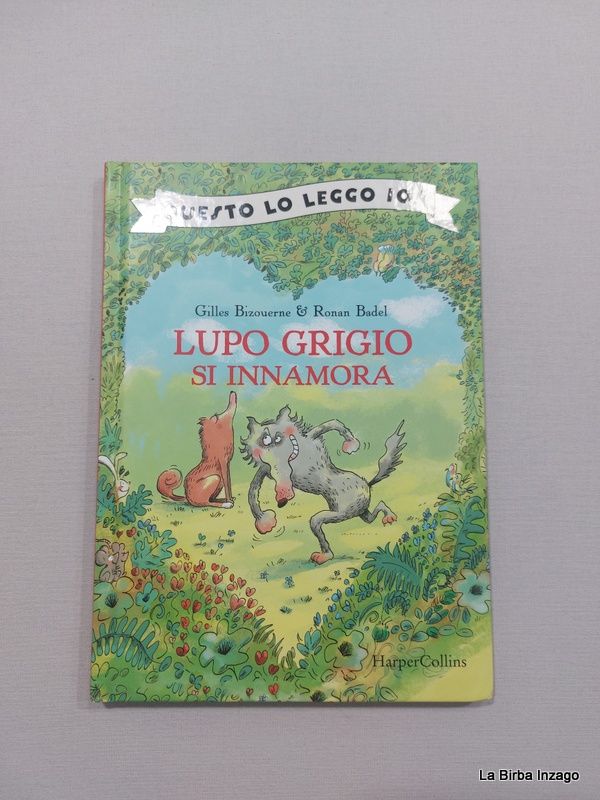 QUESTO LO LEGGO IO
Gilles Bizouerne & Ronan Badel
LUPO GRIGIO
SI INNAMORA
HarperCollins
La Birba Inzago